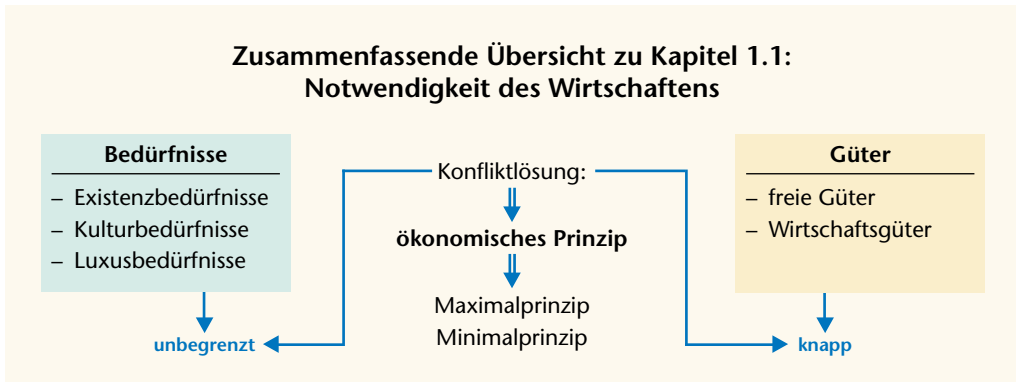 Zusammenfassende Übersicht zu Kapitel 1.1:
Notwendigkeit des Wirtschaftens
Bedürfnisse
– Existenzbedürfnisse
– Kulturbedürfnisse
– Luxusbedürfnisse
unbegrenzt
Konfliktlösung:
ökonomisches Prinzip
Maximalprinzip
Minimalprinzip
Güter
– freie Güter
– Wirtschaftsgüter
knapp